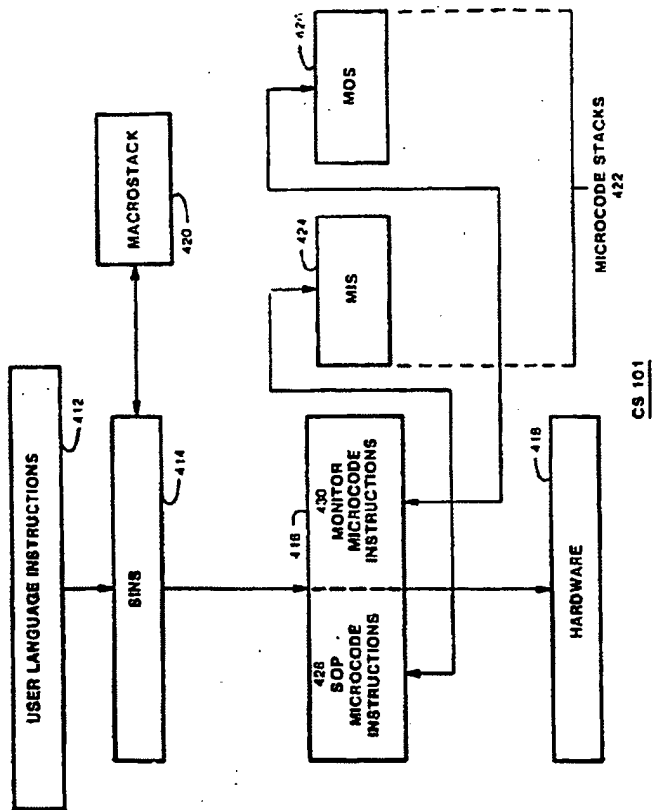 USER LANGUAGE INSTRUCTIONS
412
MACROSTACK
420
SINS
414
416
428
SOP
MICROCODE
INSTRUCTIONS
430
MONITOR
MICROCODE
INSTRUCTIONS
424
MIS
426
MOS
MICROCODE STACKS
422
HARDWARE
418
CS 101